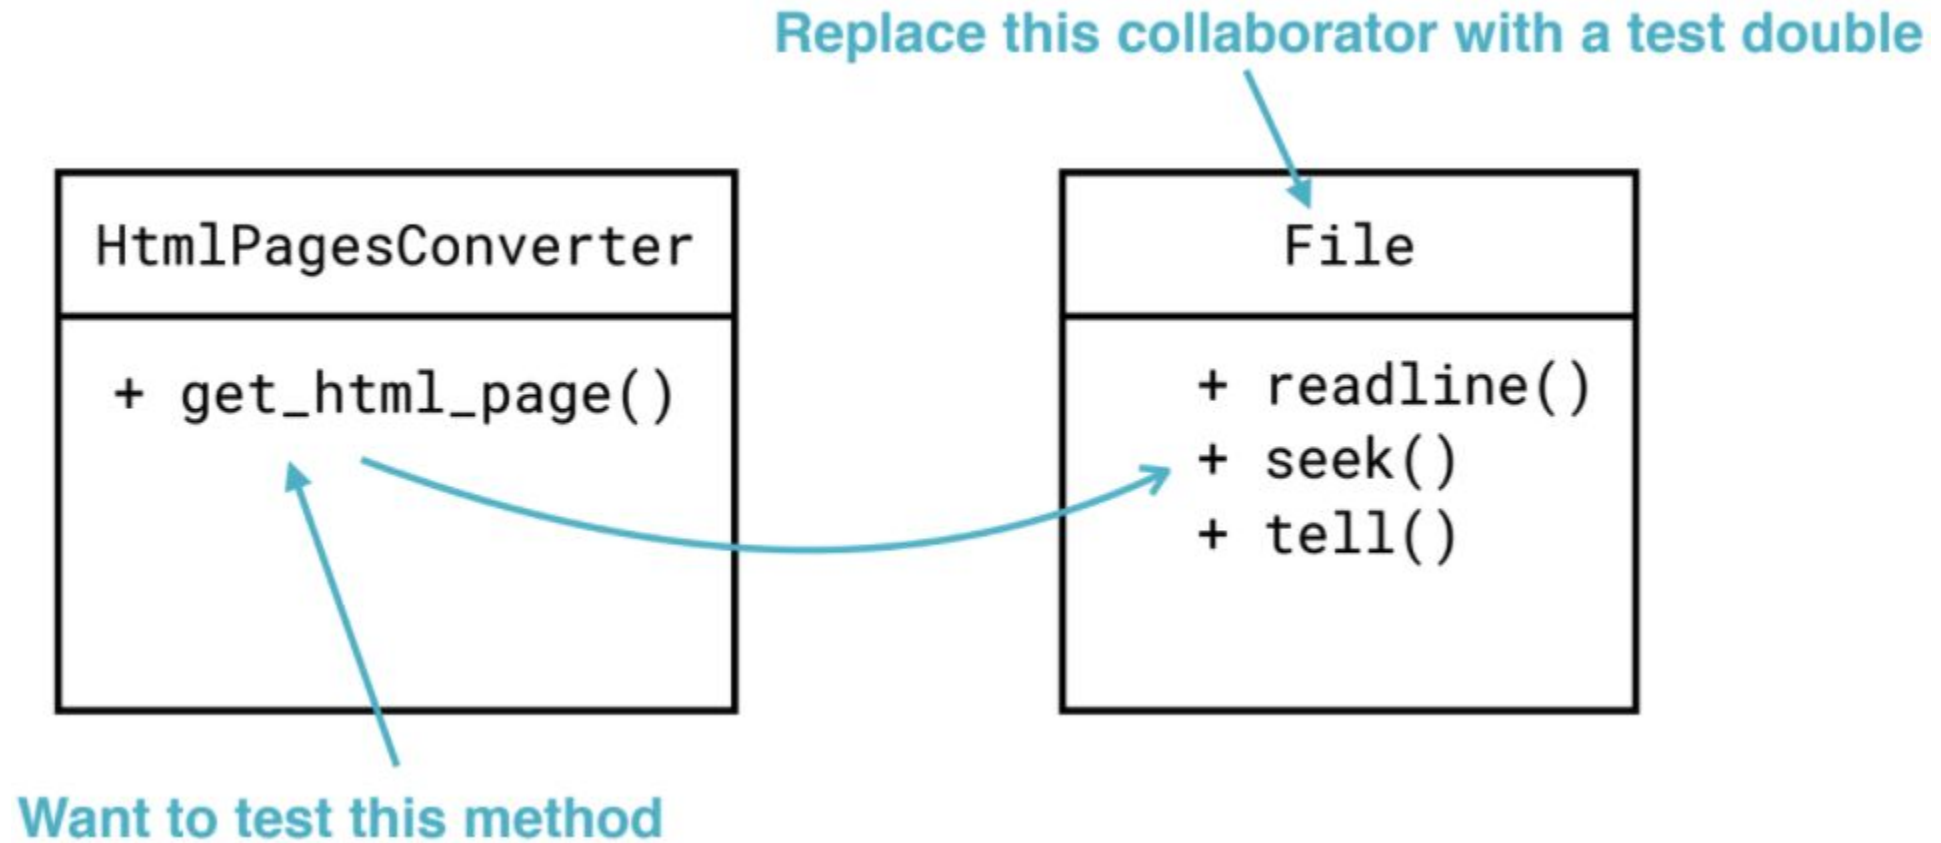 Replace this collaborator with a test double
HtmlPagesConverter
+ get_html_page()
File
+ readline()
+ seek()
+ tell()
Want to test this method